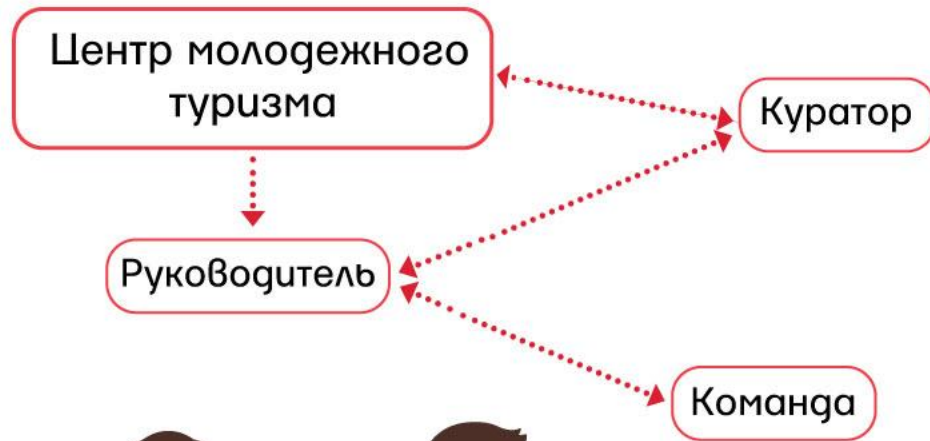 Центр молодежного
туризма
Куратор
Руководитель
Команда